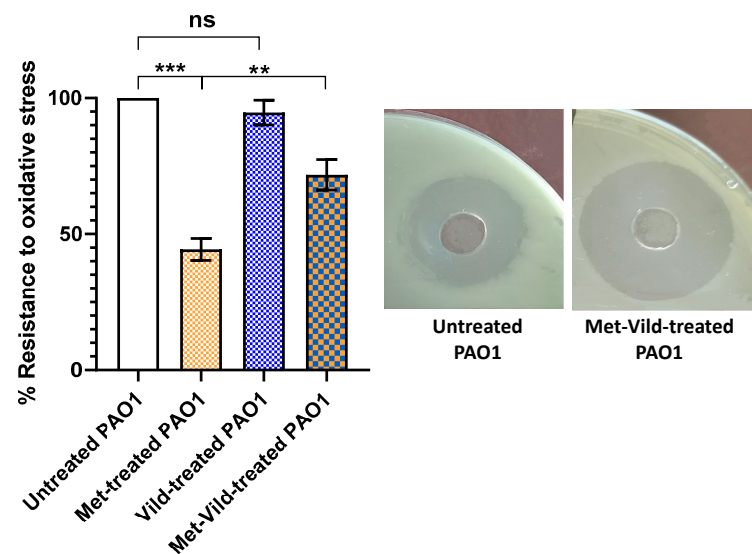 ns
*** **
% Resistance to oxidative stress
100
50
0
Untreated PAO1
Met-treated PAO1
Vild-treated PAO1
Met-Vild-treated PAO1
Untreated
PAO1
Met-Vild-treated
PAO1